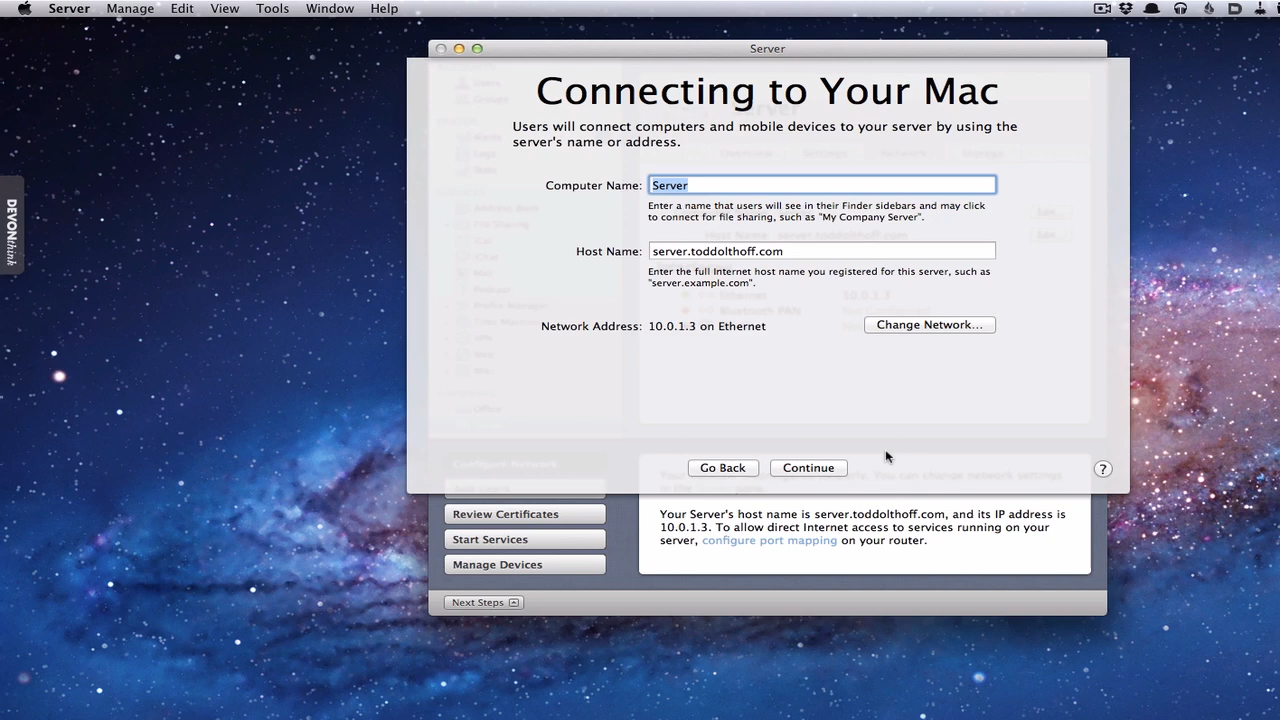 Server Manage Edit View Tools Window Help
Server
Connecting to Your Mac
Users will connect computers and mobile devices to your server by using the
server's name or address.
Computer Name: Server
Enter a name that users will see in their Finder sidebars and may click
to connect for file sharing, such as "My Company Server".
Host Name: server.toddolthoff.com
Enter the full Internet host name you registered for this server, such as
"server.example.com".
Network Address: 10.0.1.3 on Ethernet
Change Network...
Go Back
Continue
?
DEVONthink
Configure Network
Review Certificates
Start Services
Manage Devices
Your Server's host name is server.toddolthoff.com, and its IP address is
10.0.1.3. To allow direct Internet access to services running on your
server, configure port mapping on your router.
Next Steps